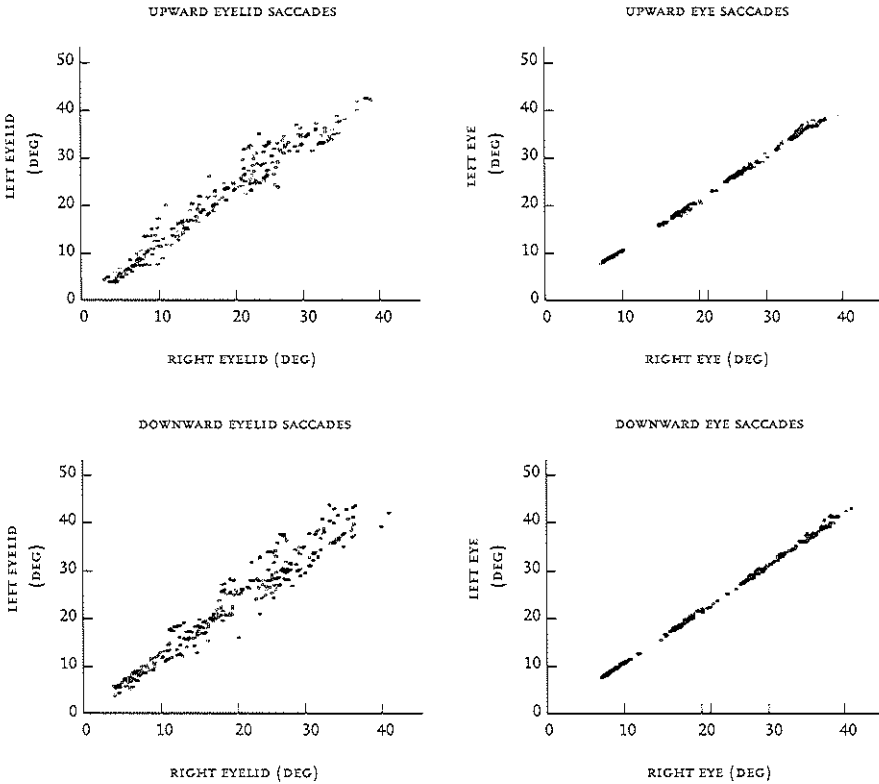 UPWARD EYELID SACCADES
50
40
30
20
10
0
LEFT EYELID
(DEG)
0 10 20 30 40
RIGHT EYELID (DEG)
UPWARD EYE SACCADES
50
40
30
20
10
0
LEFT EYE
(DEG)
0 10 20 30 40
RIGHT EYE (DEG)
DOWNWARD EYELID SACCADES
50
40
30
20
10
0
LEFT EYELID
(DEG)
0 10 20 30 40
RIGHT EYELID (DEG)
DOWNWARD EYE SACCADES
50
40
30
20
10
0
LEFT EYE
(DEG)
0 10 20 30 40
RIGHT EYE (DEG)